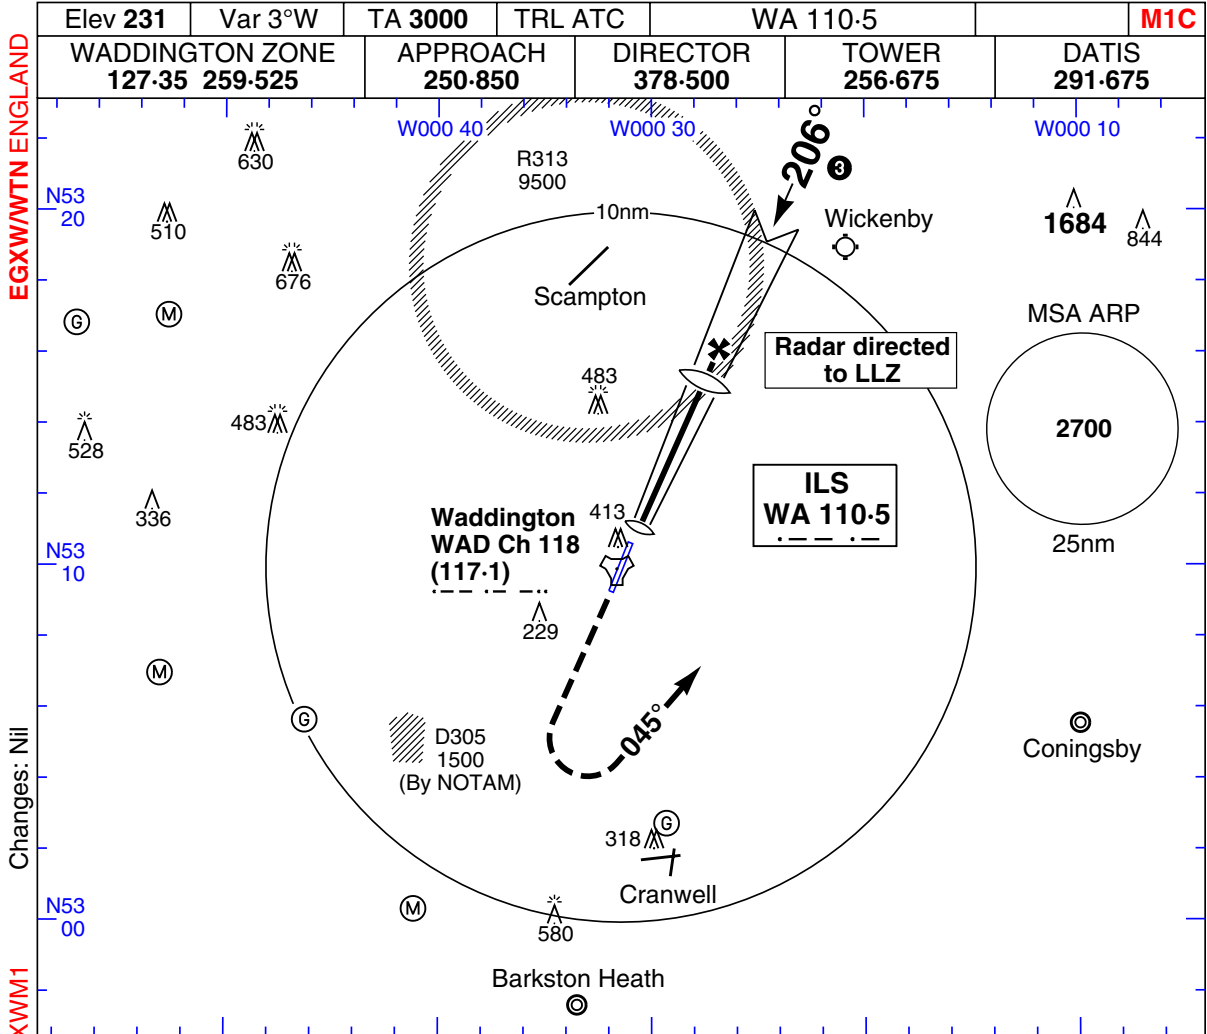 Elev 231 Var 3°W TA 3000 TRL ATC WA 110·5 M1C
WADDINGTON ZONE
127·35 259·525
APPROACH
250·850
DIRECTOR
378·500
TOWER
256·675
DATIS
291·675
EGXW/WTN ENGLAND
Changes: Nil
XWM1
W000 40
W000 30
W000 10
630
R313
9500
206°
3
N53
20
510
10nm
Wickenby
1684
844
676
Scampton
G
M
MSA ARP
Radar directed
to LLZ
483
483
528
2700
ILS
WA 110·5
336
413
Waddington
WAD Ch 118
(117·1)
25nm
N53
10
229
M
G
045°
D305
1500
(By NOTAM)
Coningsby
G
318
Cranwell
N53
00
M
580
Barkston Heath